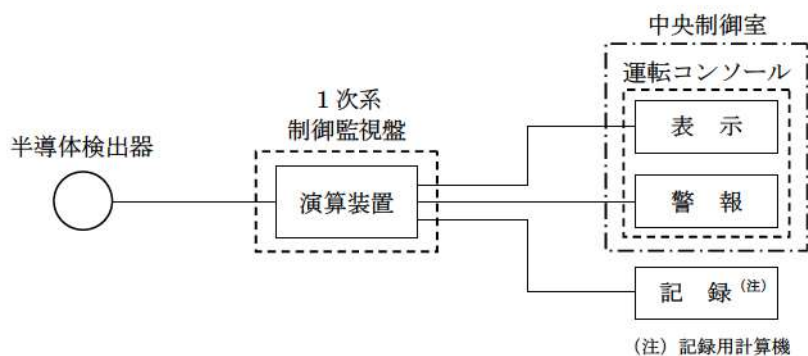 中央制御室
運転コンソール
1次系
制御監視盤
半導体検出器
演算装置
表 示
警 報
記 録 (注)
(注) 記録用計算機